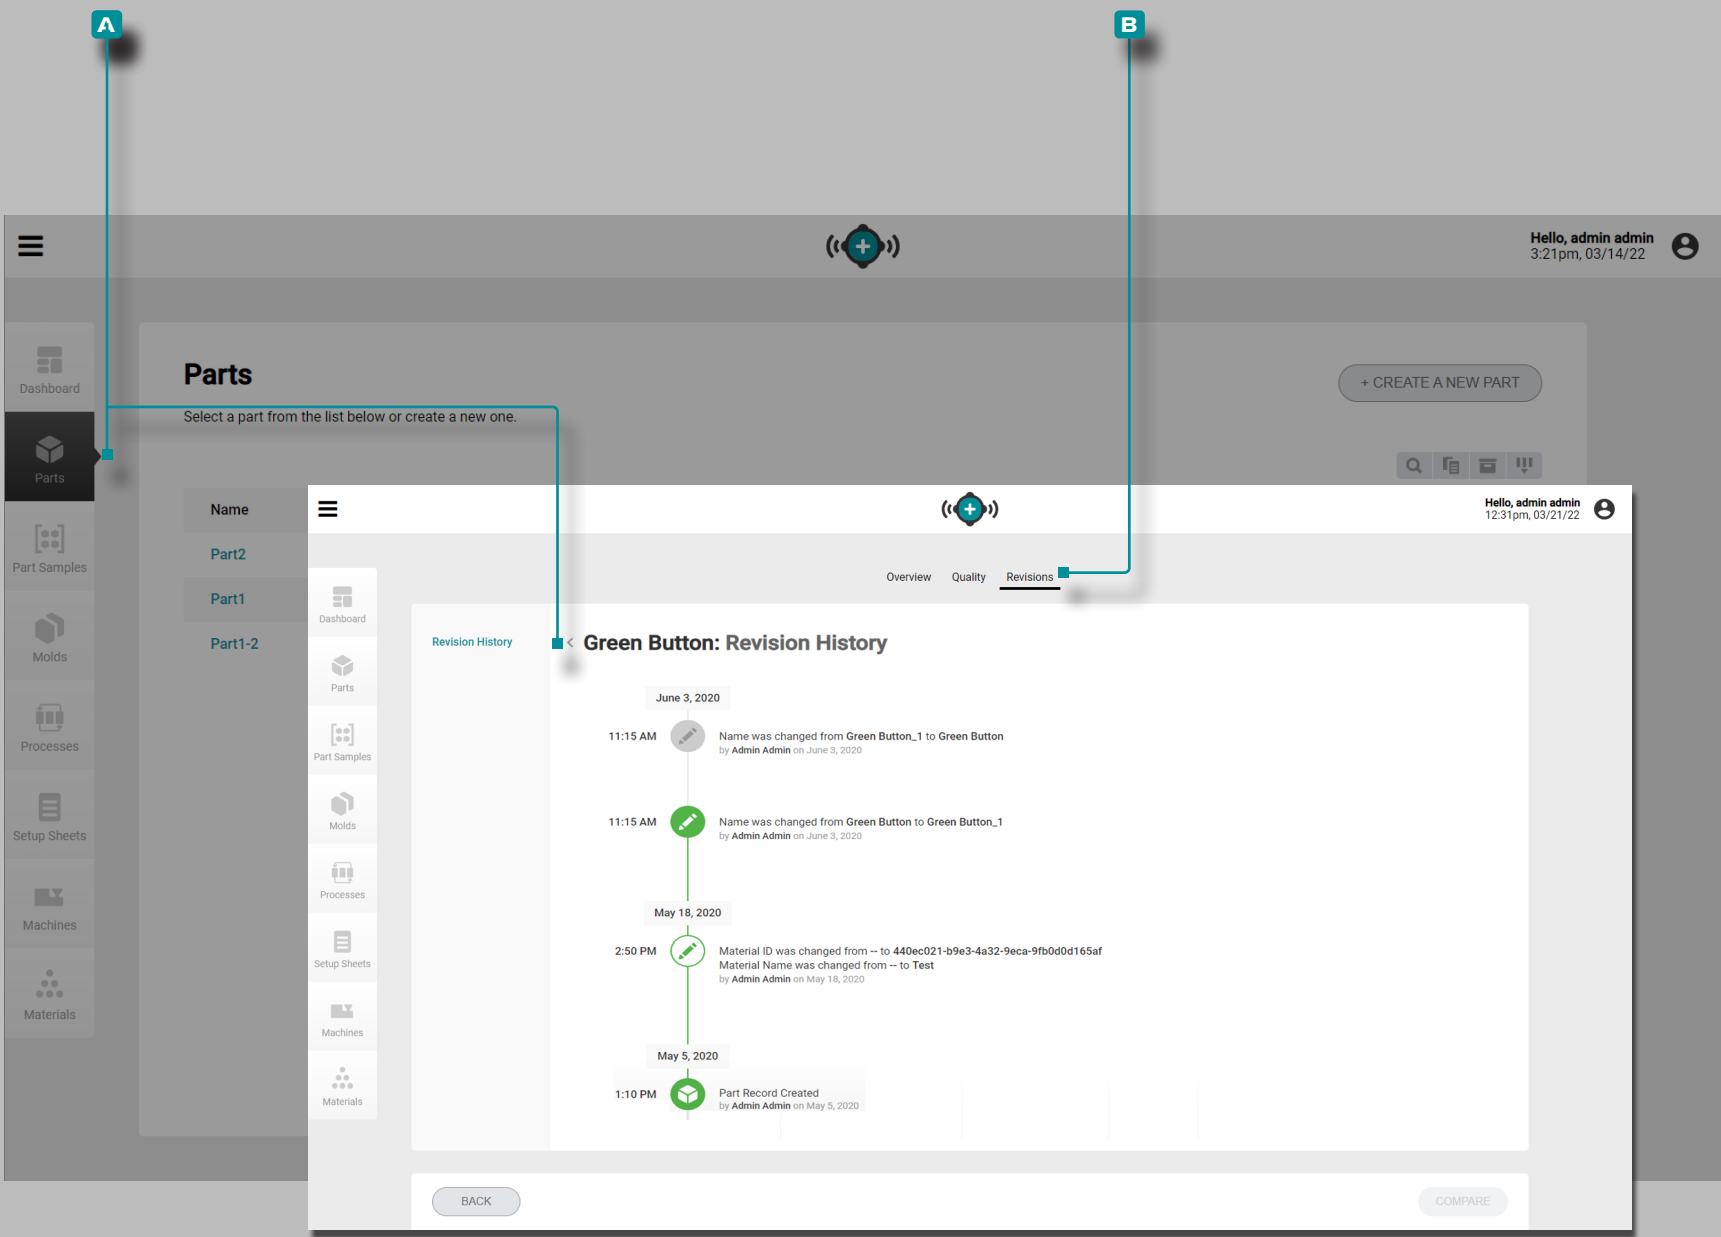 A
B
Hello, admin admin
3:21pm, 03/14/22
Dashboard
Parts
Part Samples
Molds
Processes
Setup Sheets
Machines
Materials
Parts
+ CREATE A NEW PART
Select a part from the list below or create a new one.
Name
Part2
Part1
Part1-2
Hello, admin admin
12:31pm, 03/21/22
Overview Quality Revisions
Dashboard
Parts
Part Samples
Molds
Processes
Setup Sheets
Machines
Materials
Revision History
< Green Button: Revision History
June 3, 2020
11:15 AM Name was changed from Green Button_1 to Green Button
by Admin Admin on June 3, 2020
11:15 AM Name was changed from Green Button to Green Button_1
by Admin Admin on June 3, 2020
May 18, 2020
2:50 PM Material ID was changed from -- to 440ec021-b9e3-4a32-9eca-9fb0d0d165af
Material Name was changed from -- to Test
by Admin Admin on May 18, 2020
May 5, 2020
1:10 PM Part Record Created
by Admin Admin on May 5, 2020
BACK
COMPARE